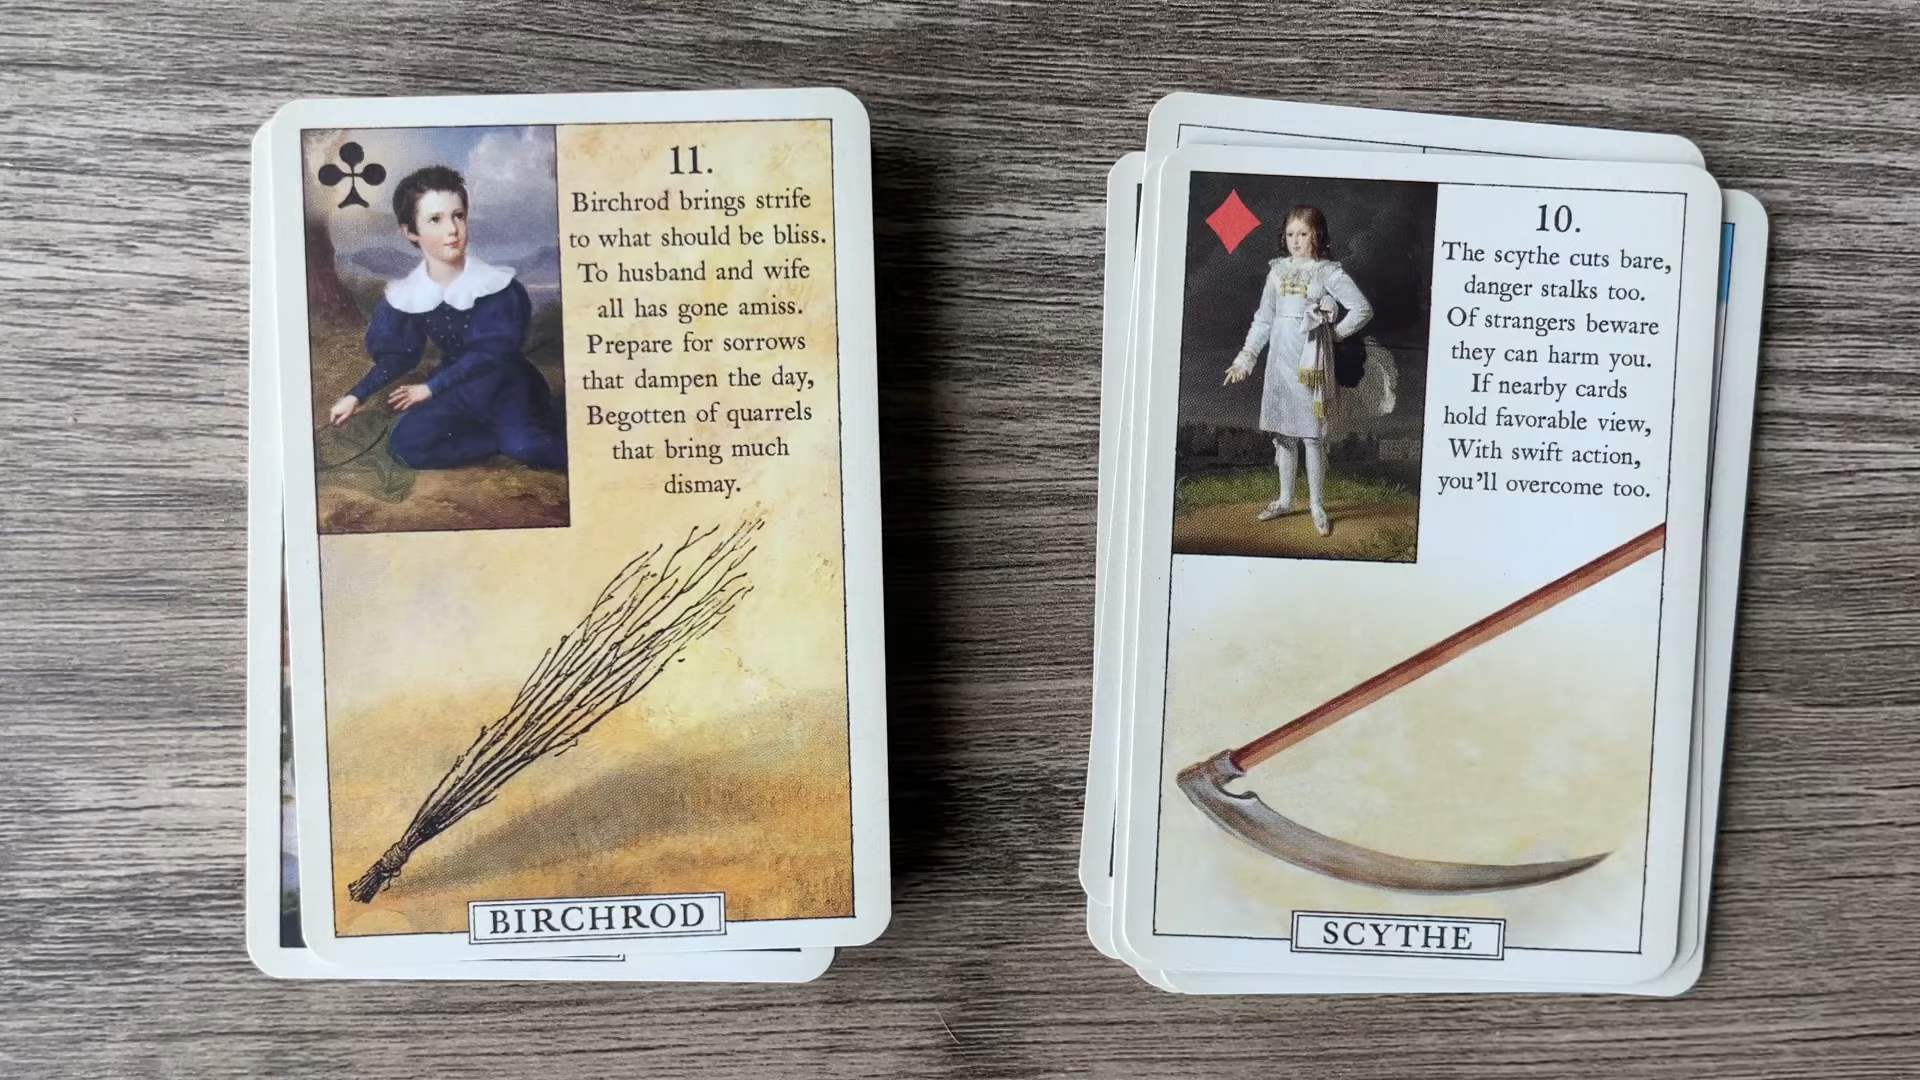 11.
Birchrod brings strife
to what should be bliss.
To husband and wife
all has gone amiss.
Prepare for sorrows
that dampen the day,
Begotten of quarrels
that bring much
dismay.
BIRCHROD
10.
The scythe cuts bare,
danger stalks too.
Of strangers beware
they can harm you.
If nearby cards
hold favorable view,
With swift action,
you'll overcome too.
SCYTHE